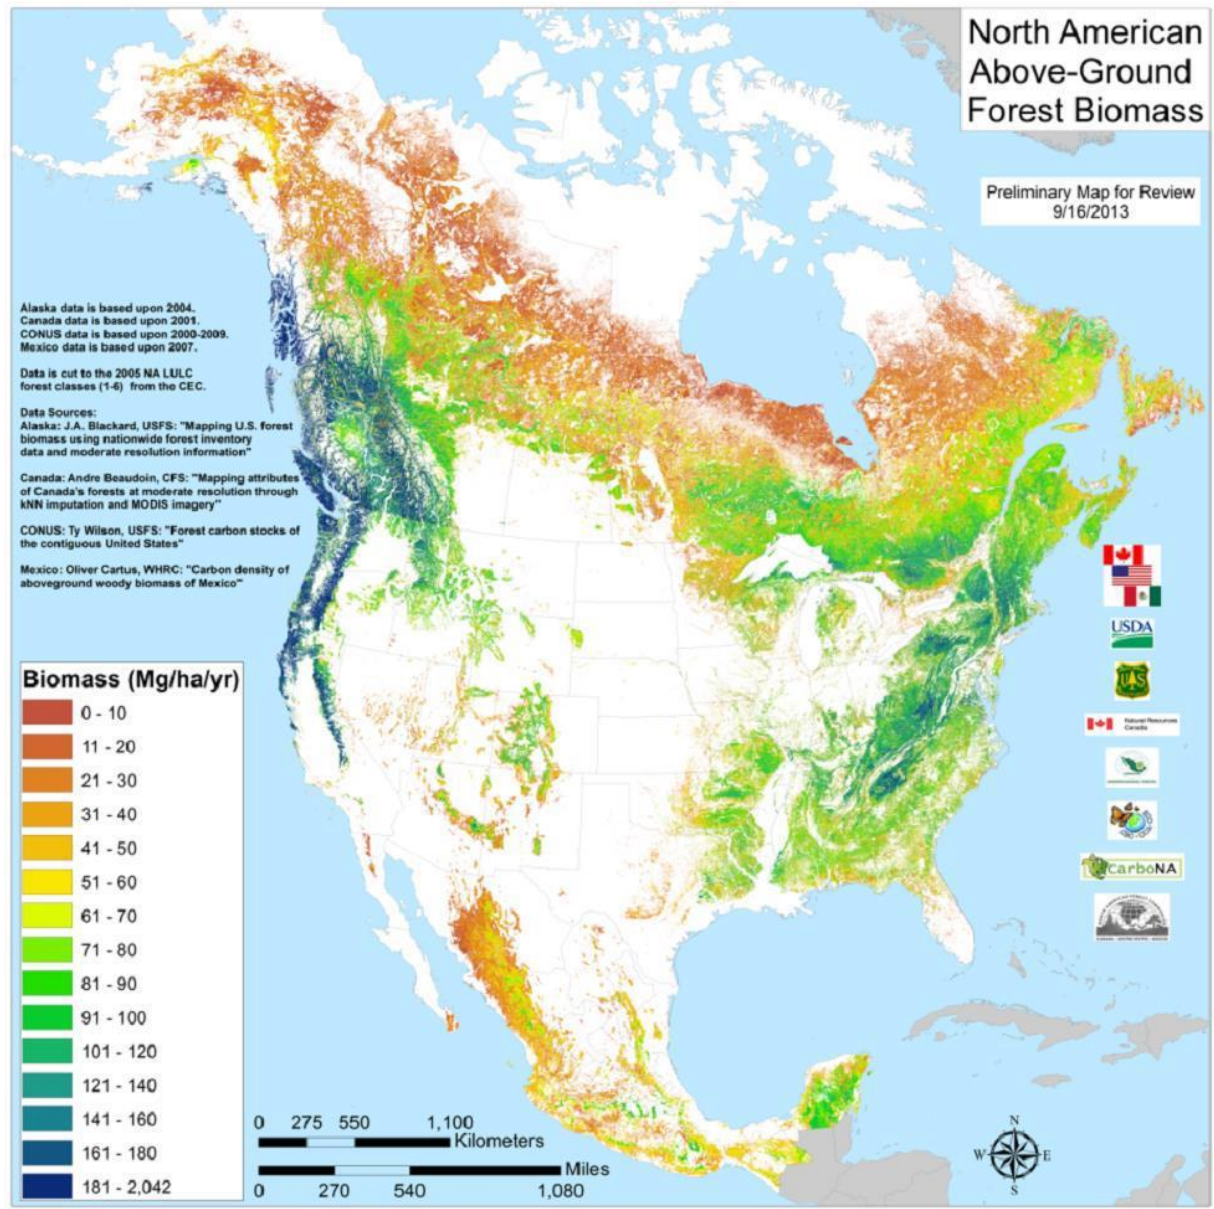 North American
Above-Ground
Forest Biomass
Preliminary Map for Review
9/16/2013
Alaska data is based upon 2004.
Canada data is based upon 2001.
CONUS data is based upon 2000-2009.
Mexico data is based upon 2007.
Data is cut to the 2005 NA LULC
forest classes (1-6) from the CEC.
Data Sources:
Alaska: J.A. Blackard, USFS: "Mapping U.S. forest
biomass using nationwide forest inventory
data and moderate resolution information"
Canada: Andre Beaudoin, CFS: "Mapping attributes
of Canada's forests at moderate resolution through
kNN imputation and MODIS imagery"
CONUS: Ty Wilson, USFS: "Forest carbon stocks of
the contiguous United States"
Mexico: Oliver Cartus, WHRC: "Carbon density of
aboveground woody biomass of Mexico"
USDA
U S
Natural Resources
Canada
CarboNA
Biomass (Mg/ha/yr)
0 - 10
11 - 20
21 - 30
31 - 40
41 - 50
51 - 60
61 - 70
71 - 80
81 - 90
91 - 100
101 - 120
121 - 140
141 - 160
161 - 180
181 - 2,042
0 275 550 1,100
Kilometers
Miles
0 270 540 1,080
N
W E
S